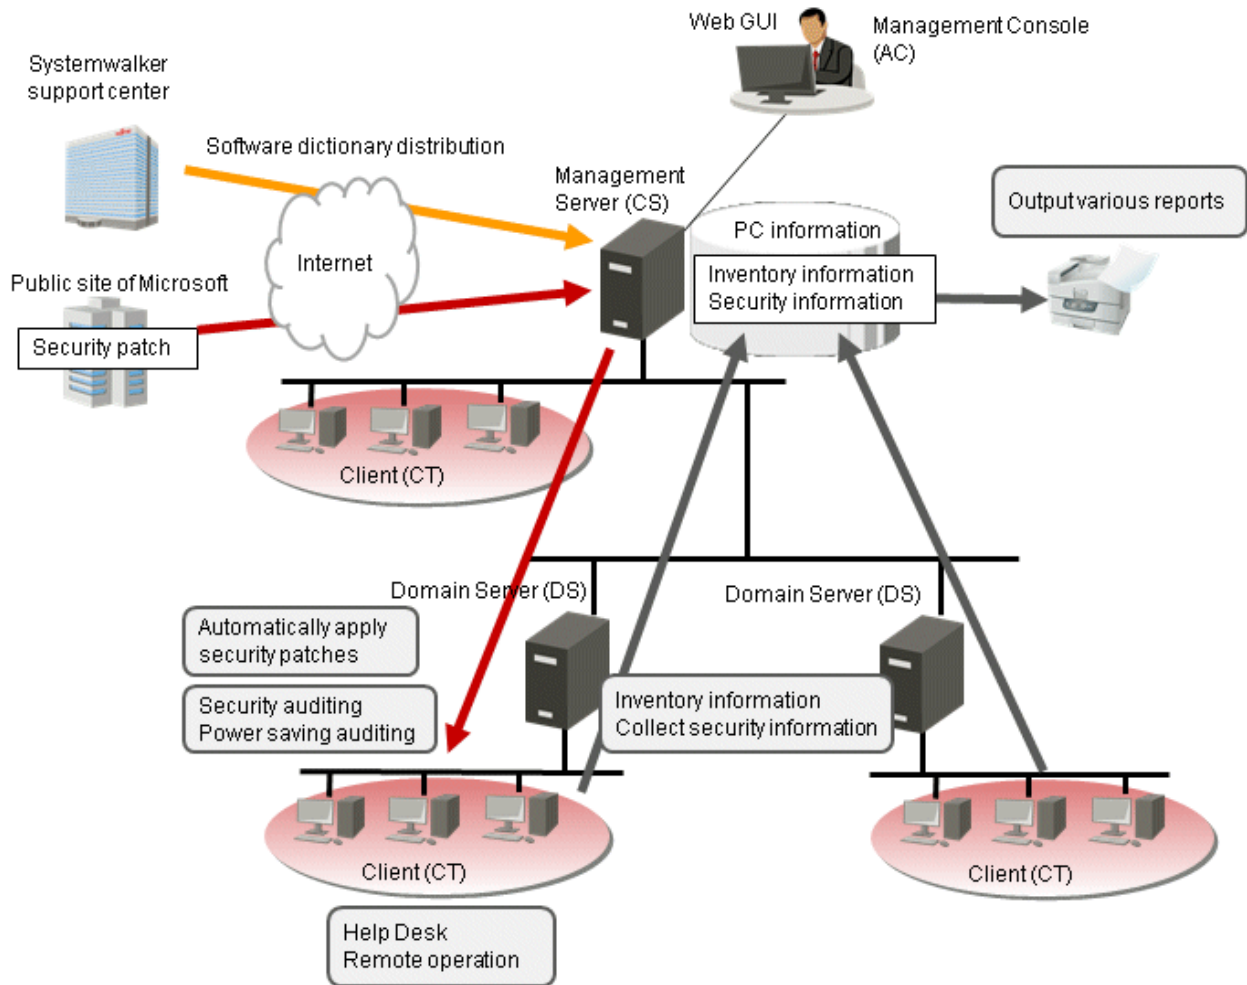 Web GUI
Management Console
(AC)
Systemwalker
support center
Software dictionary distribution
Management
Server (CS)
Output various reports
PC information
Internet
Inventory information
Security information
Public site of Microsoft
Security patch
Client (CT)
Domain Server (DS)
Domain Server (DS)
Automatically apply
security patches
Security auditing
Power saving auditing
Inventory information
Collect security information
Client (CT)
Client (CT)
Help Desk
Remote operation